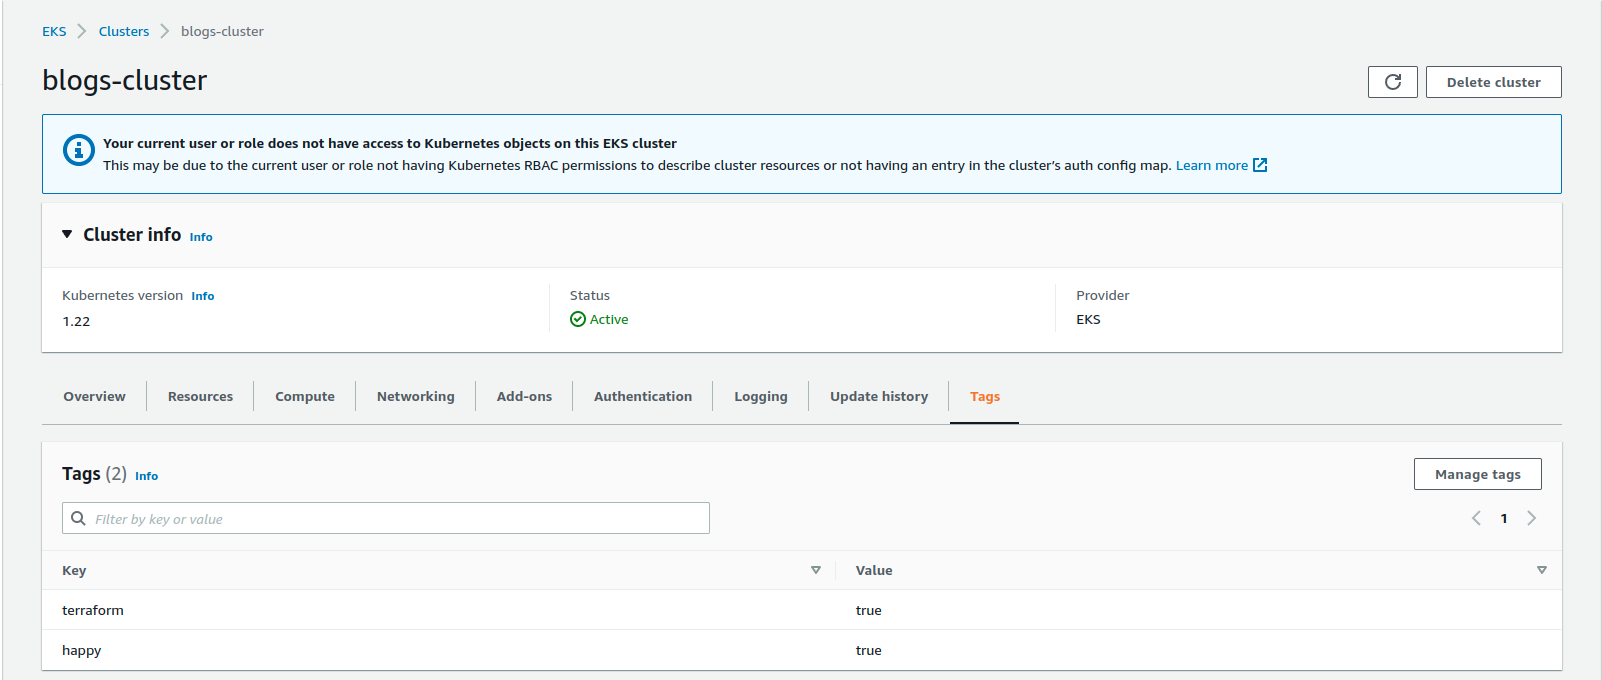 EKS Clusters blogs-cluster
blogs-cluster
Delete cluster
Your current user or role does not have access to Kubernetes objects on this EKS cluster
This may be due to the current user or role not having Kubernetes RBAC permissions to describe cluster resources or not having an entry in the cluster's auth config map. Learn more
Cluster info Info
Kubernetes version Info
1.22
Status
Active
Provider
EKS
Overview Resources Compute Networking Add-ons Authentication Logging Update history Tags
Tags (2) Info
Manage tags
Filter by key or value
1
Key Value
terraform true
happy true